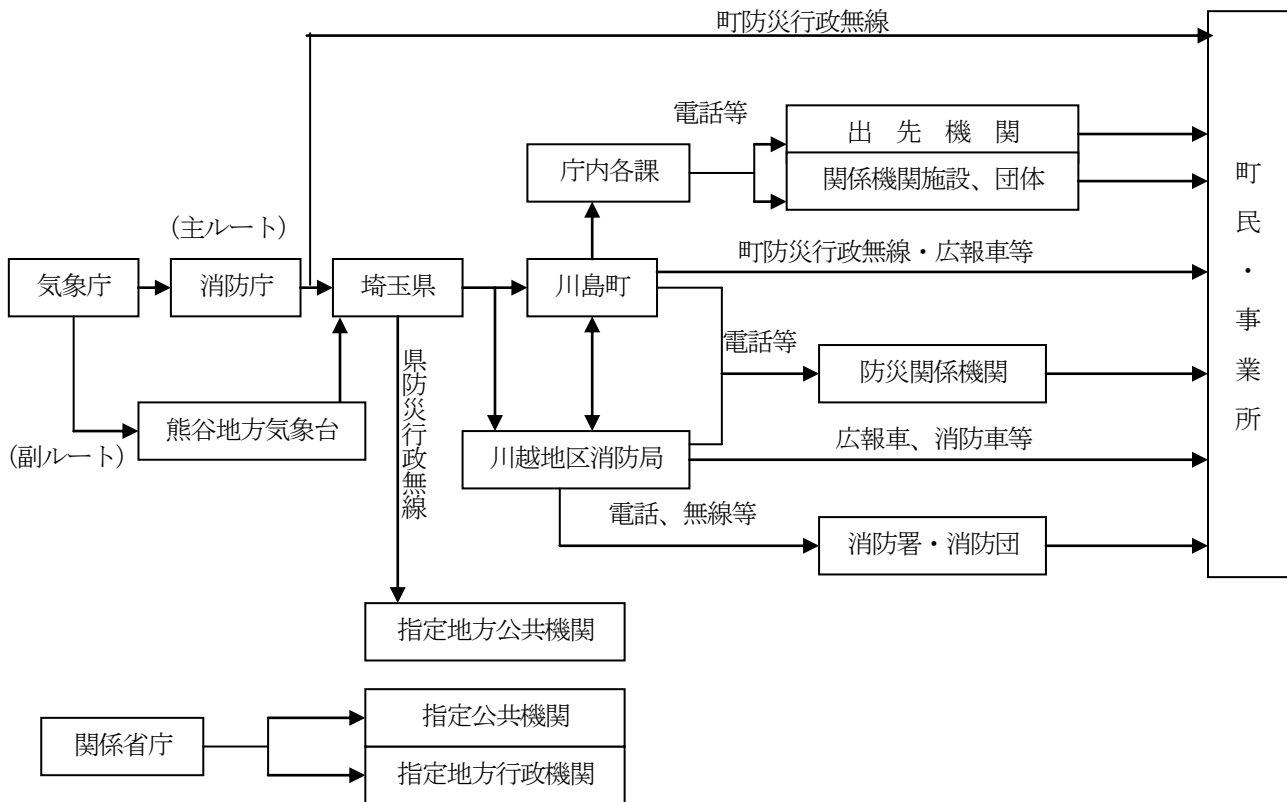 町防災行政無線
電話等
出 先 機 関
庁内各課
関係機関施設、団体
町民・事業所
(主ルート)
町防災行政無線・広報車等
気象庁
消防庁
埼玉県
川島町
電話等
防災関係機関
県防災行政無線
熊谷地方気象台
(副ルート)
川越地区消防局
広報車、消防車等
電話、無線等
消防署・消防団
指定地方公共機関
指定公共機関
関係省庁
指定地方行政機関